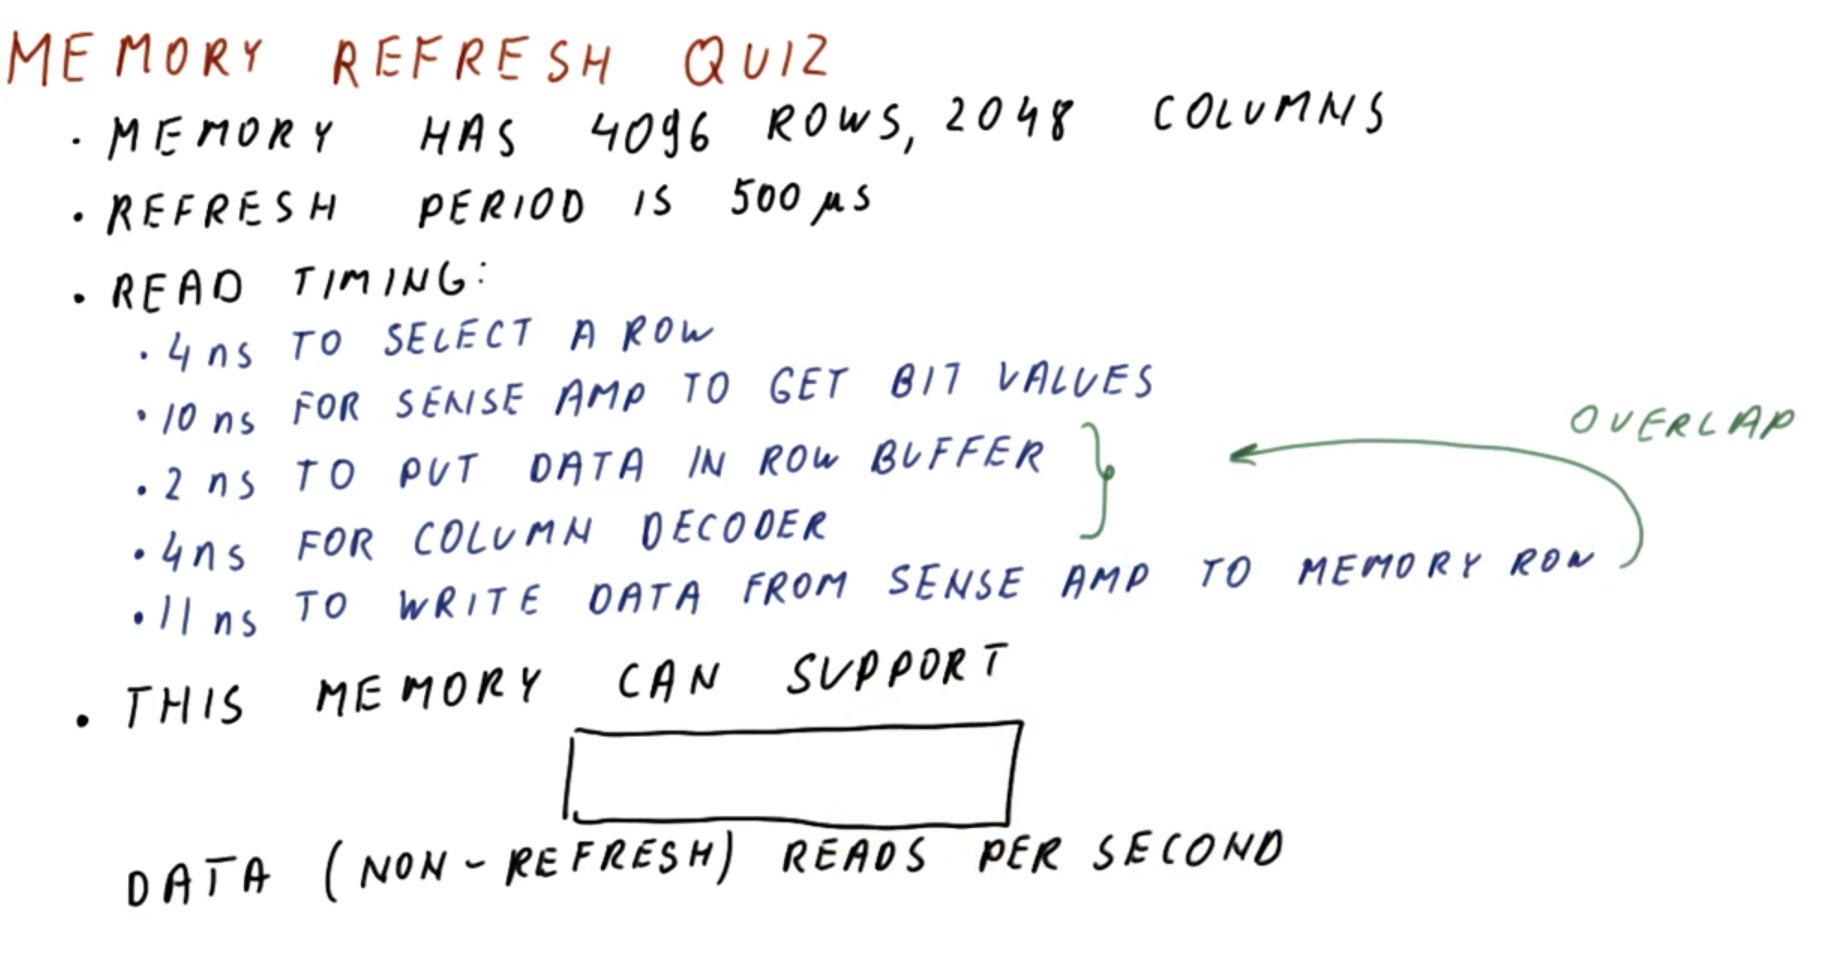 MEMORY REFRESH QUIZ
· MEMORY HAS 4096 ROWS, 2048 COLUMNS
· REFRESH PERIOD IS 500 μs
· READ TIMING:
· 4 ns TO SELECT A ROW
· 10 ns FOR SENSE AMP TO GET BIT VALUES
OVERLAP
· 2 ns TO PUT DATA IN ROW BUFFER
· 4 ns FOR COLUMN DECODER
· 11 ns TO WRITE DATA FROM SENSE AMP TO MEMORY ROW
· THIS MEMORY CAN SUPPORT
DATA (NON-REFRESH) READS PER SECOND